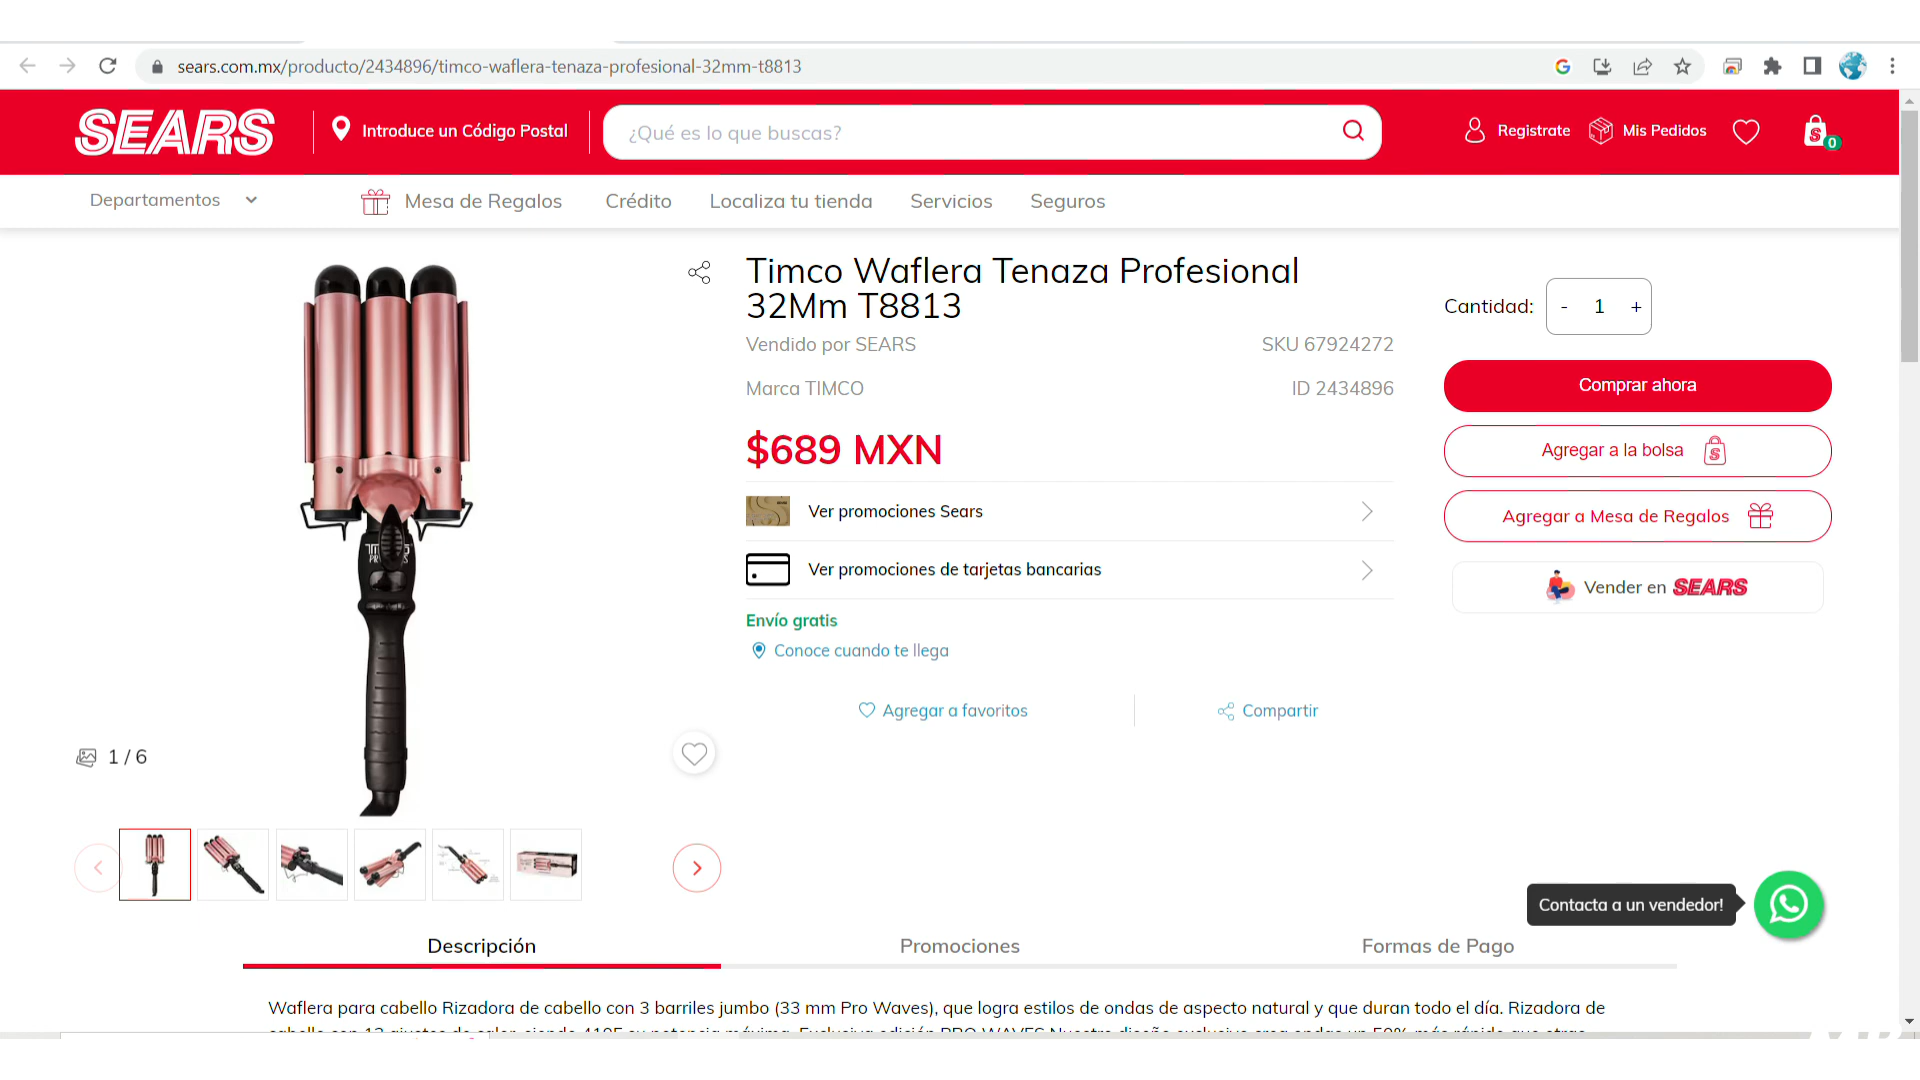 sears.com.mx/producto/2434896/timco-waflera-tenaza-profesional-32mm-t8813
SEARS
Introduce un Código Postal
¿Qué es lo que buscas?
Registrate
Mis Pedidos
0
Departamentos
Mesa de Regalos
Crédito
Localiza tu tienda
Servicios
Seguros
Timco Waflera Tenaza Profesional
32Mm T8813
Vendido por SEARS
SKU 67924272
Marca TIMCO
ID 2434896
$689 MXN
Ver promociones Sears
Ver promociones de tarjetas bancarias
Envío gratis
Conoce cuando te llega
Agregar a favoritos
Compartir
Cantidad:
- 1 +
Comprar ahora
Agregar a la bolsa
Agregar a Mesa de Regalos
Vender en SEARS
1 / 6
Contacta a un vendedor!
Descripción
Promociones
Formas de Pago
Waflera para cabello Rizadora de cabello con 3 barriles jumbo (33 mm Pro Waves), que logra estilos de ondas de aspecto natural y que duran todo el día. Rizadora de